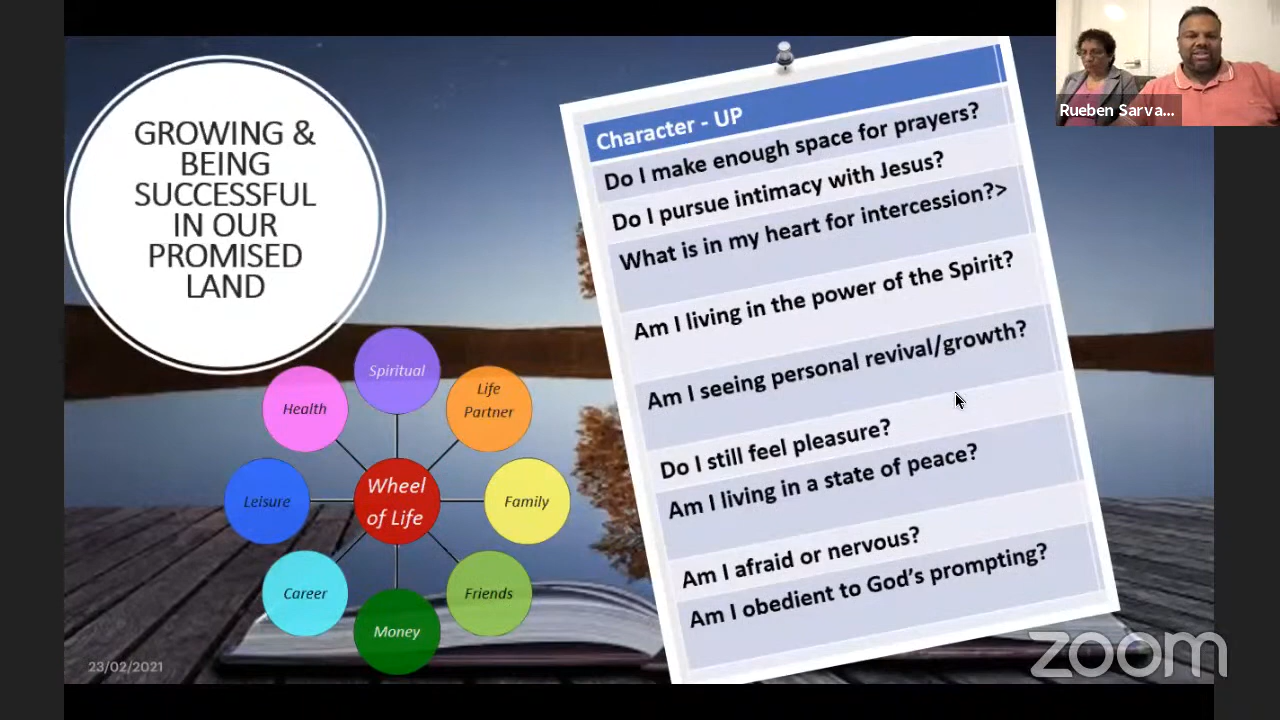 GROWING &
BEING
SUCCESSFUL
IN OUR
PROMISED
LAND
Spiritual
Life
Partner
Family
Friends
Money
Career
Leisure
Health
Wheel
of Life
23/02/2021
Character - UP
Do I make enough space for prayers?
Do I pursue intimacy with Jesus?
What is in my heart for intercession?>
Am I living in the power of the Spirit?
Am I seeing personal revival/growth?
Do I still feel pleasure?
Am I living in a state of peace?
Am I afraid or nervous?
Am I obedient to God's prompting?
Rueben Sarva...
zoom